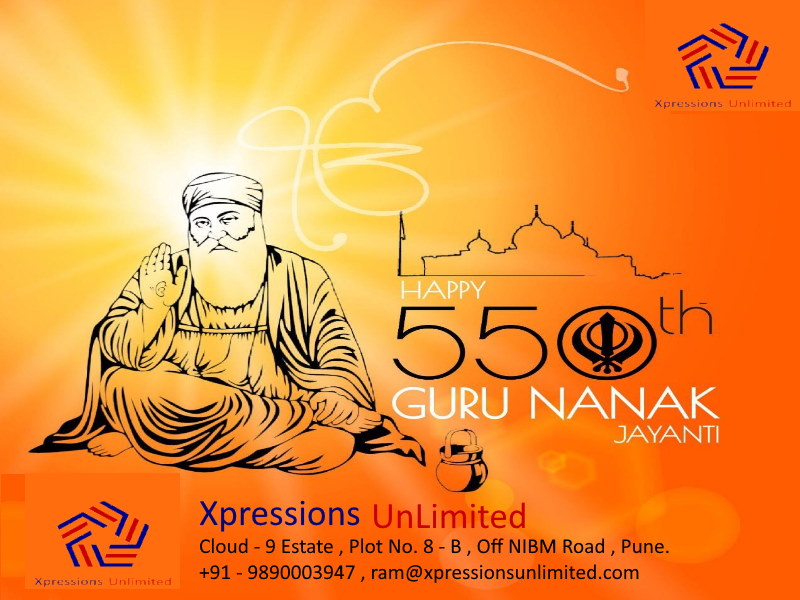 Xpressions Unlimited
ੴ
HAPPY
550th
GURU NANAK
JAYANTI
Xpressions UnLimited
Cloud - 9 Estate , Plot No. 8 - B , Off NIBM Road , Pune.
+91 - 9890003947 , ram@xpressionsunlimited.com
Xpressions Unlimited